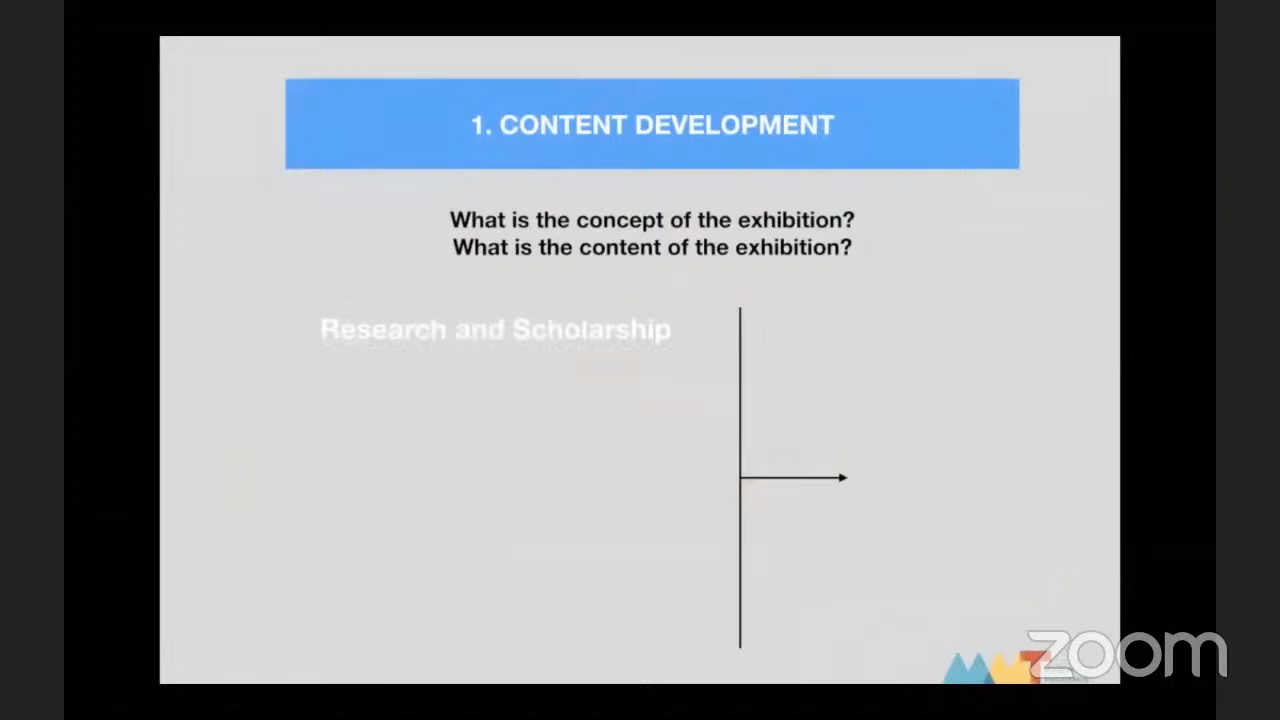 1. CONTENT DEVELOPMENT
What is the concept of the exhibition?
What is the content of the exhibition?
Research and Scholarship
zoom